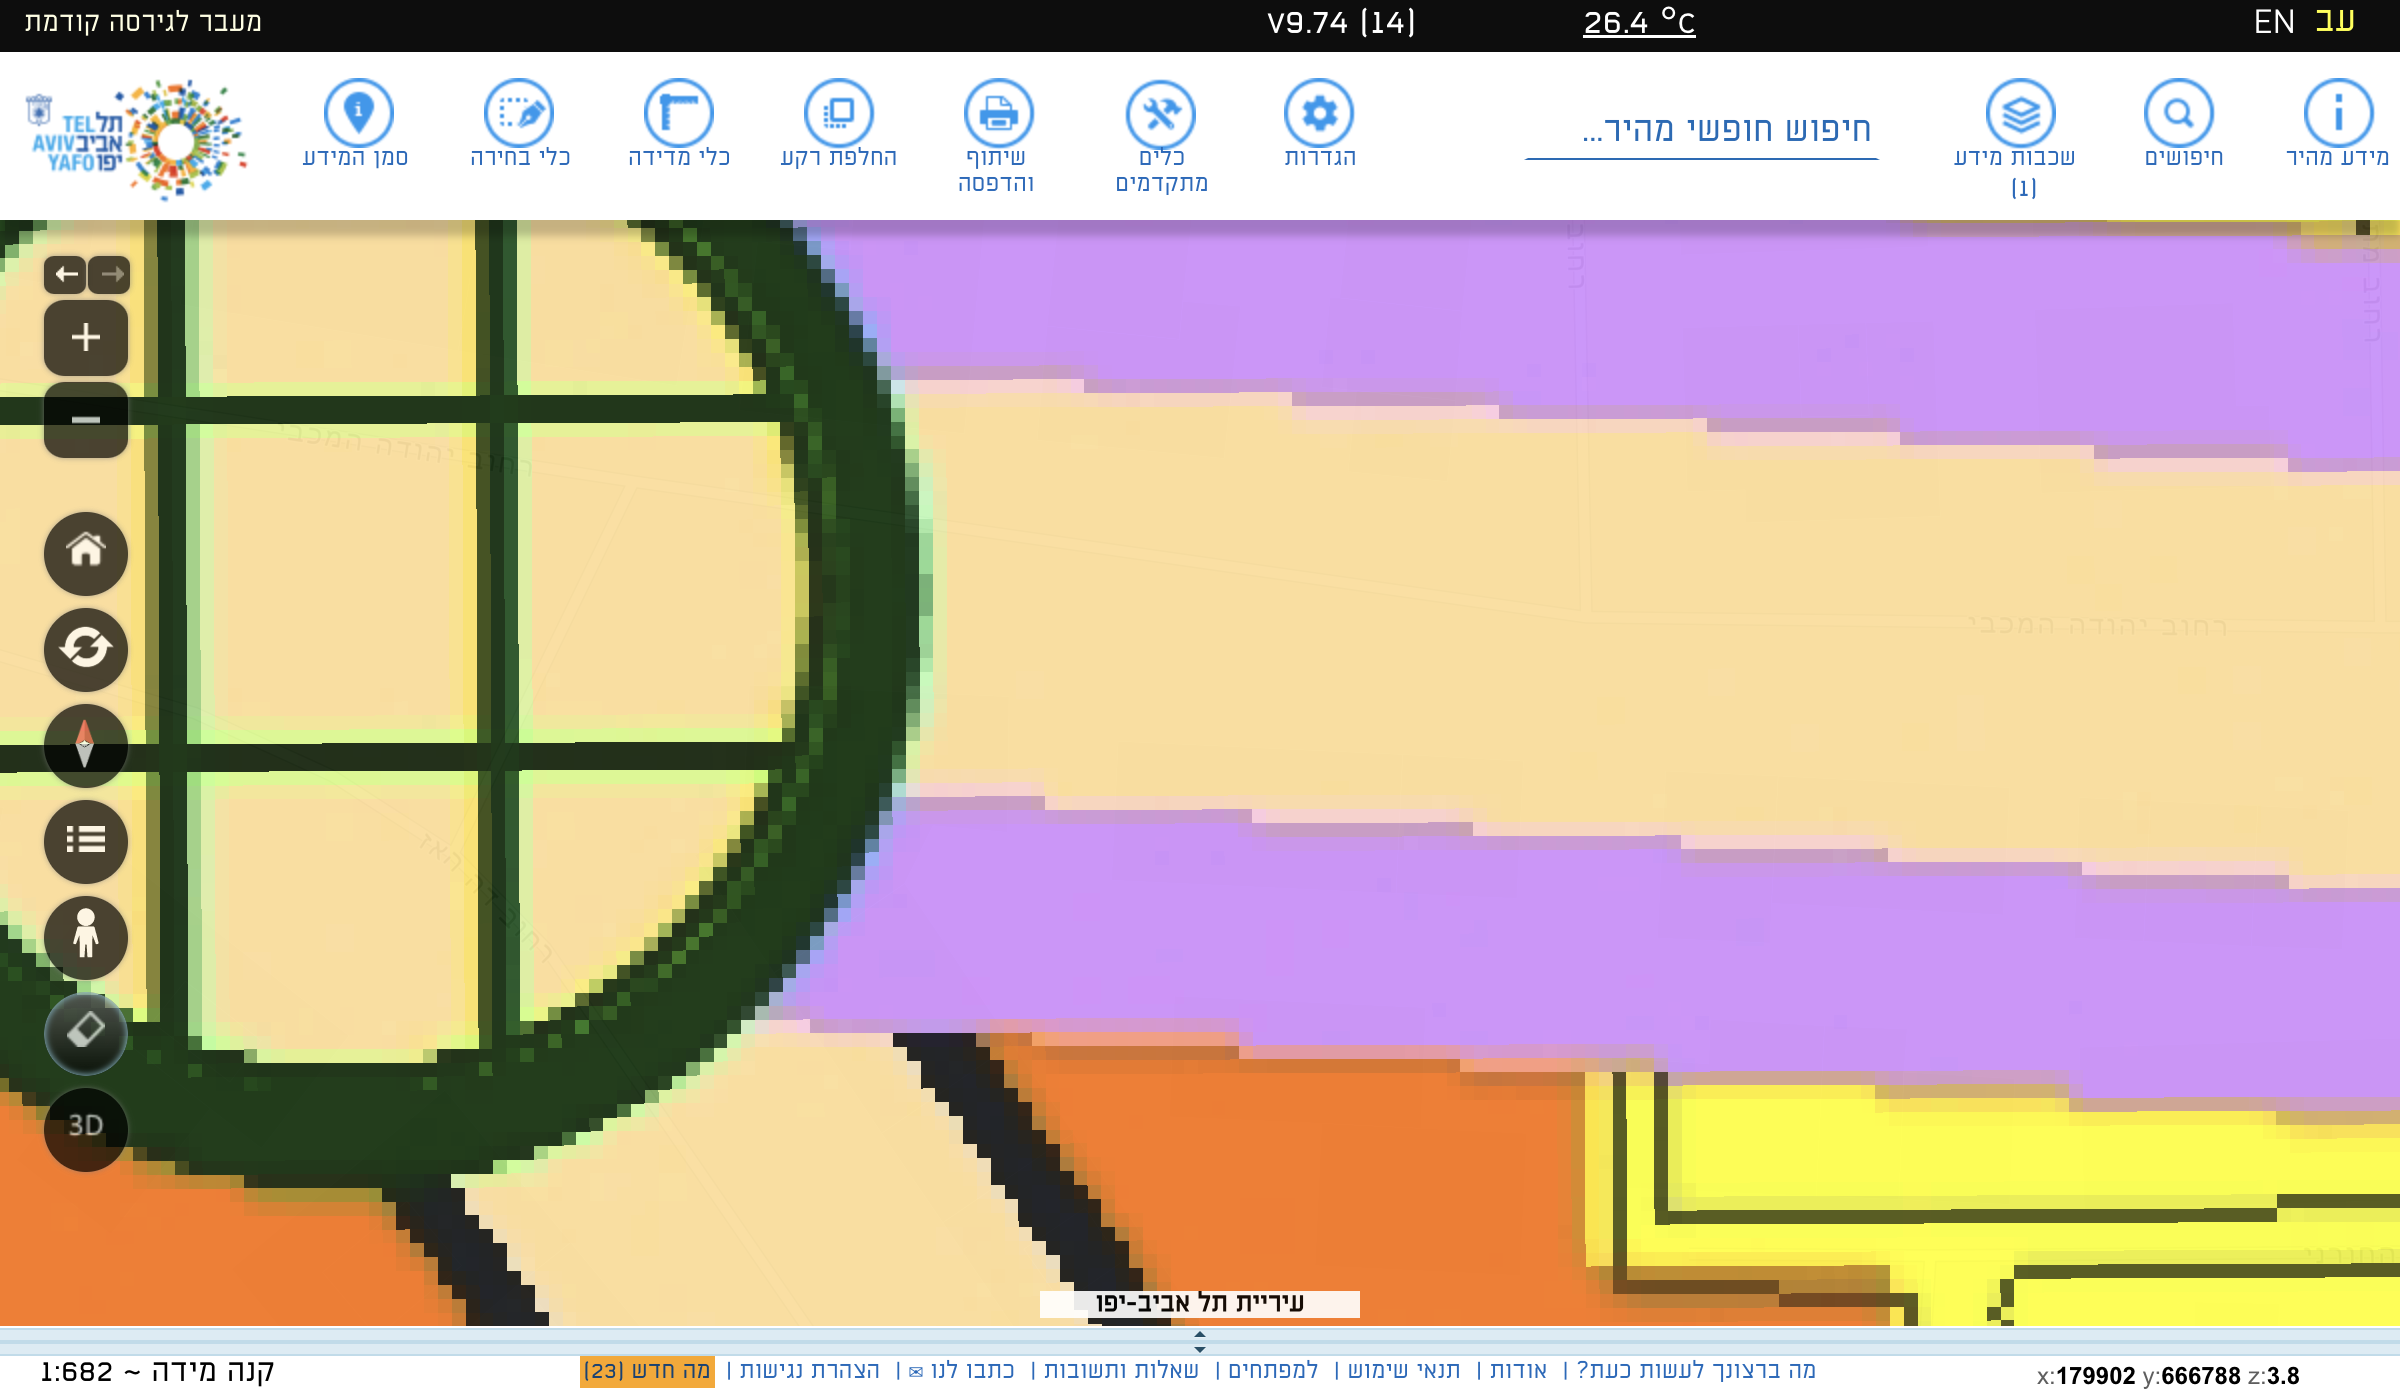 עב EN
26.4 °C
V9.74 (14)
מעבר לגירסה קודמת
מידע מהיר
חיפושים
שכבות מידע
(1)
חיפוש חופשי מהיר...
הגדרות
כלים
מתקדמים
שיתוף
והדפסה
החלפת רקע
כלי מדידה
כלי בחירה
סמן המידע
תל TEL
אביב AVIV
יפו YAFO
רחוב יהודה המכבי
רחוב יהודה המכבי
3D
עיריית תל אביב-יפו
x:179902 y:666788 z:3.8
מה ברצונך לעשות כעת? | אודות | תנאי שימוש | למפתחים | שאלות ותשובות | כתבו לנו ✉ | הצהרת נגישות | מה חדש (23)
קנה מידה ~ 1:682